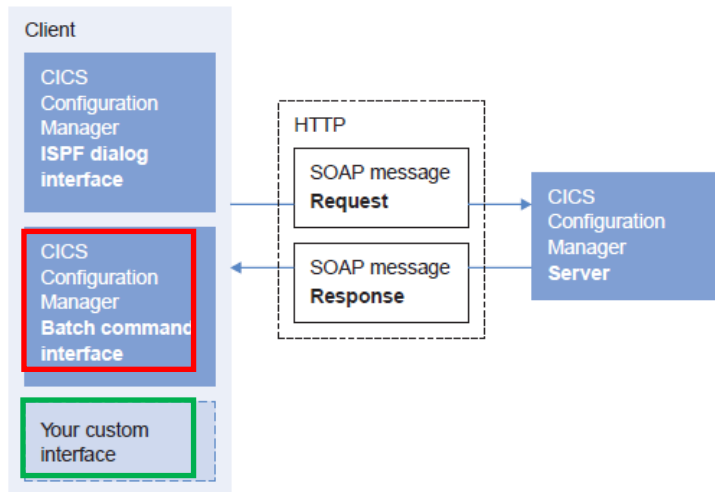 Client
CICS
Configuration
Manager
ISPF dialog
interface
CICS
Configuration
Manager
Batch command
interface
Your custom
interface
HTTP
SOAP message
Request
SOAP message
Response
CICS
Configuration
Manager
Server